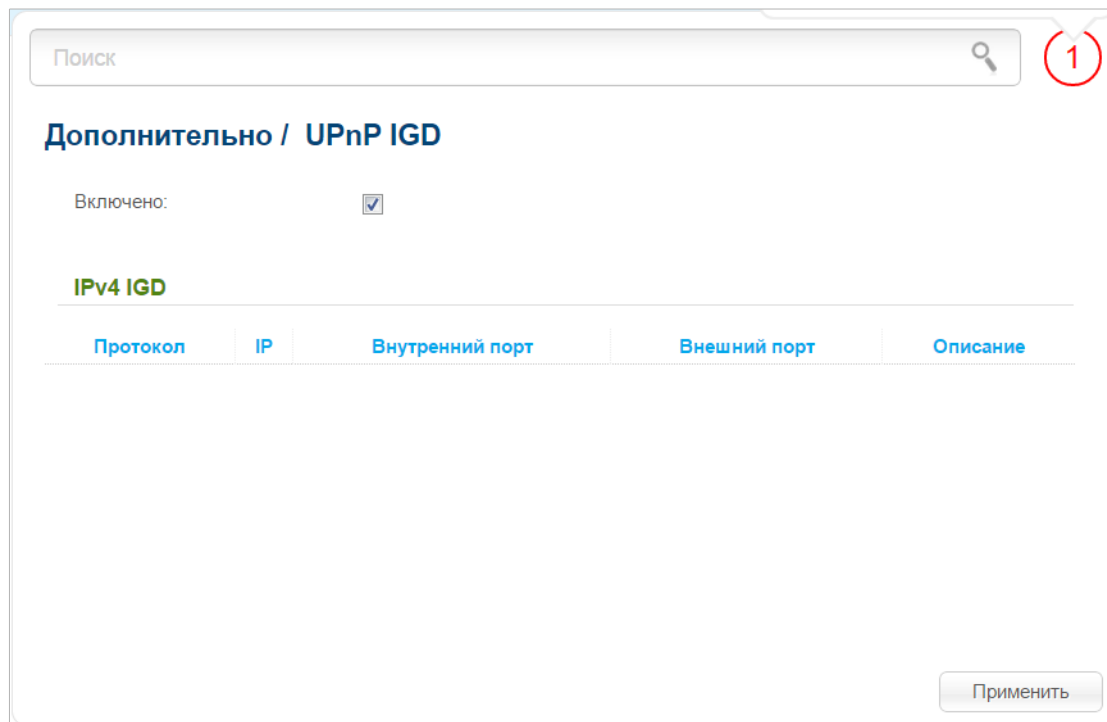 Поиск
1
Дополнительно / UPnP IGD
Включено:
IPv4 IGD
Протокол IP Внутренний порт Внешний порт Описание
Применить